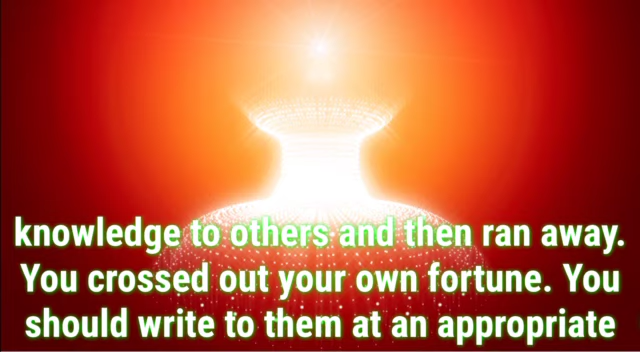 knowledge to others and then ran away.
You crossed out your own fortune. You
should write to them at an appropriate